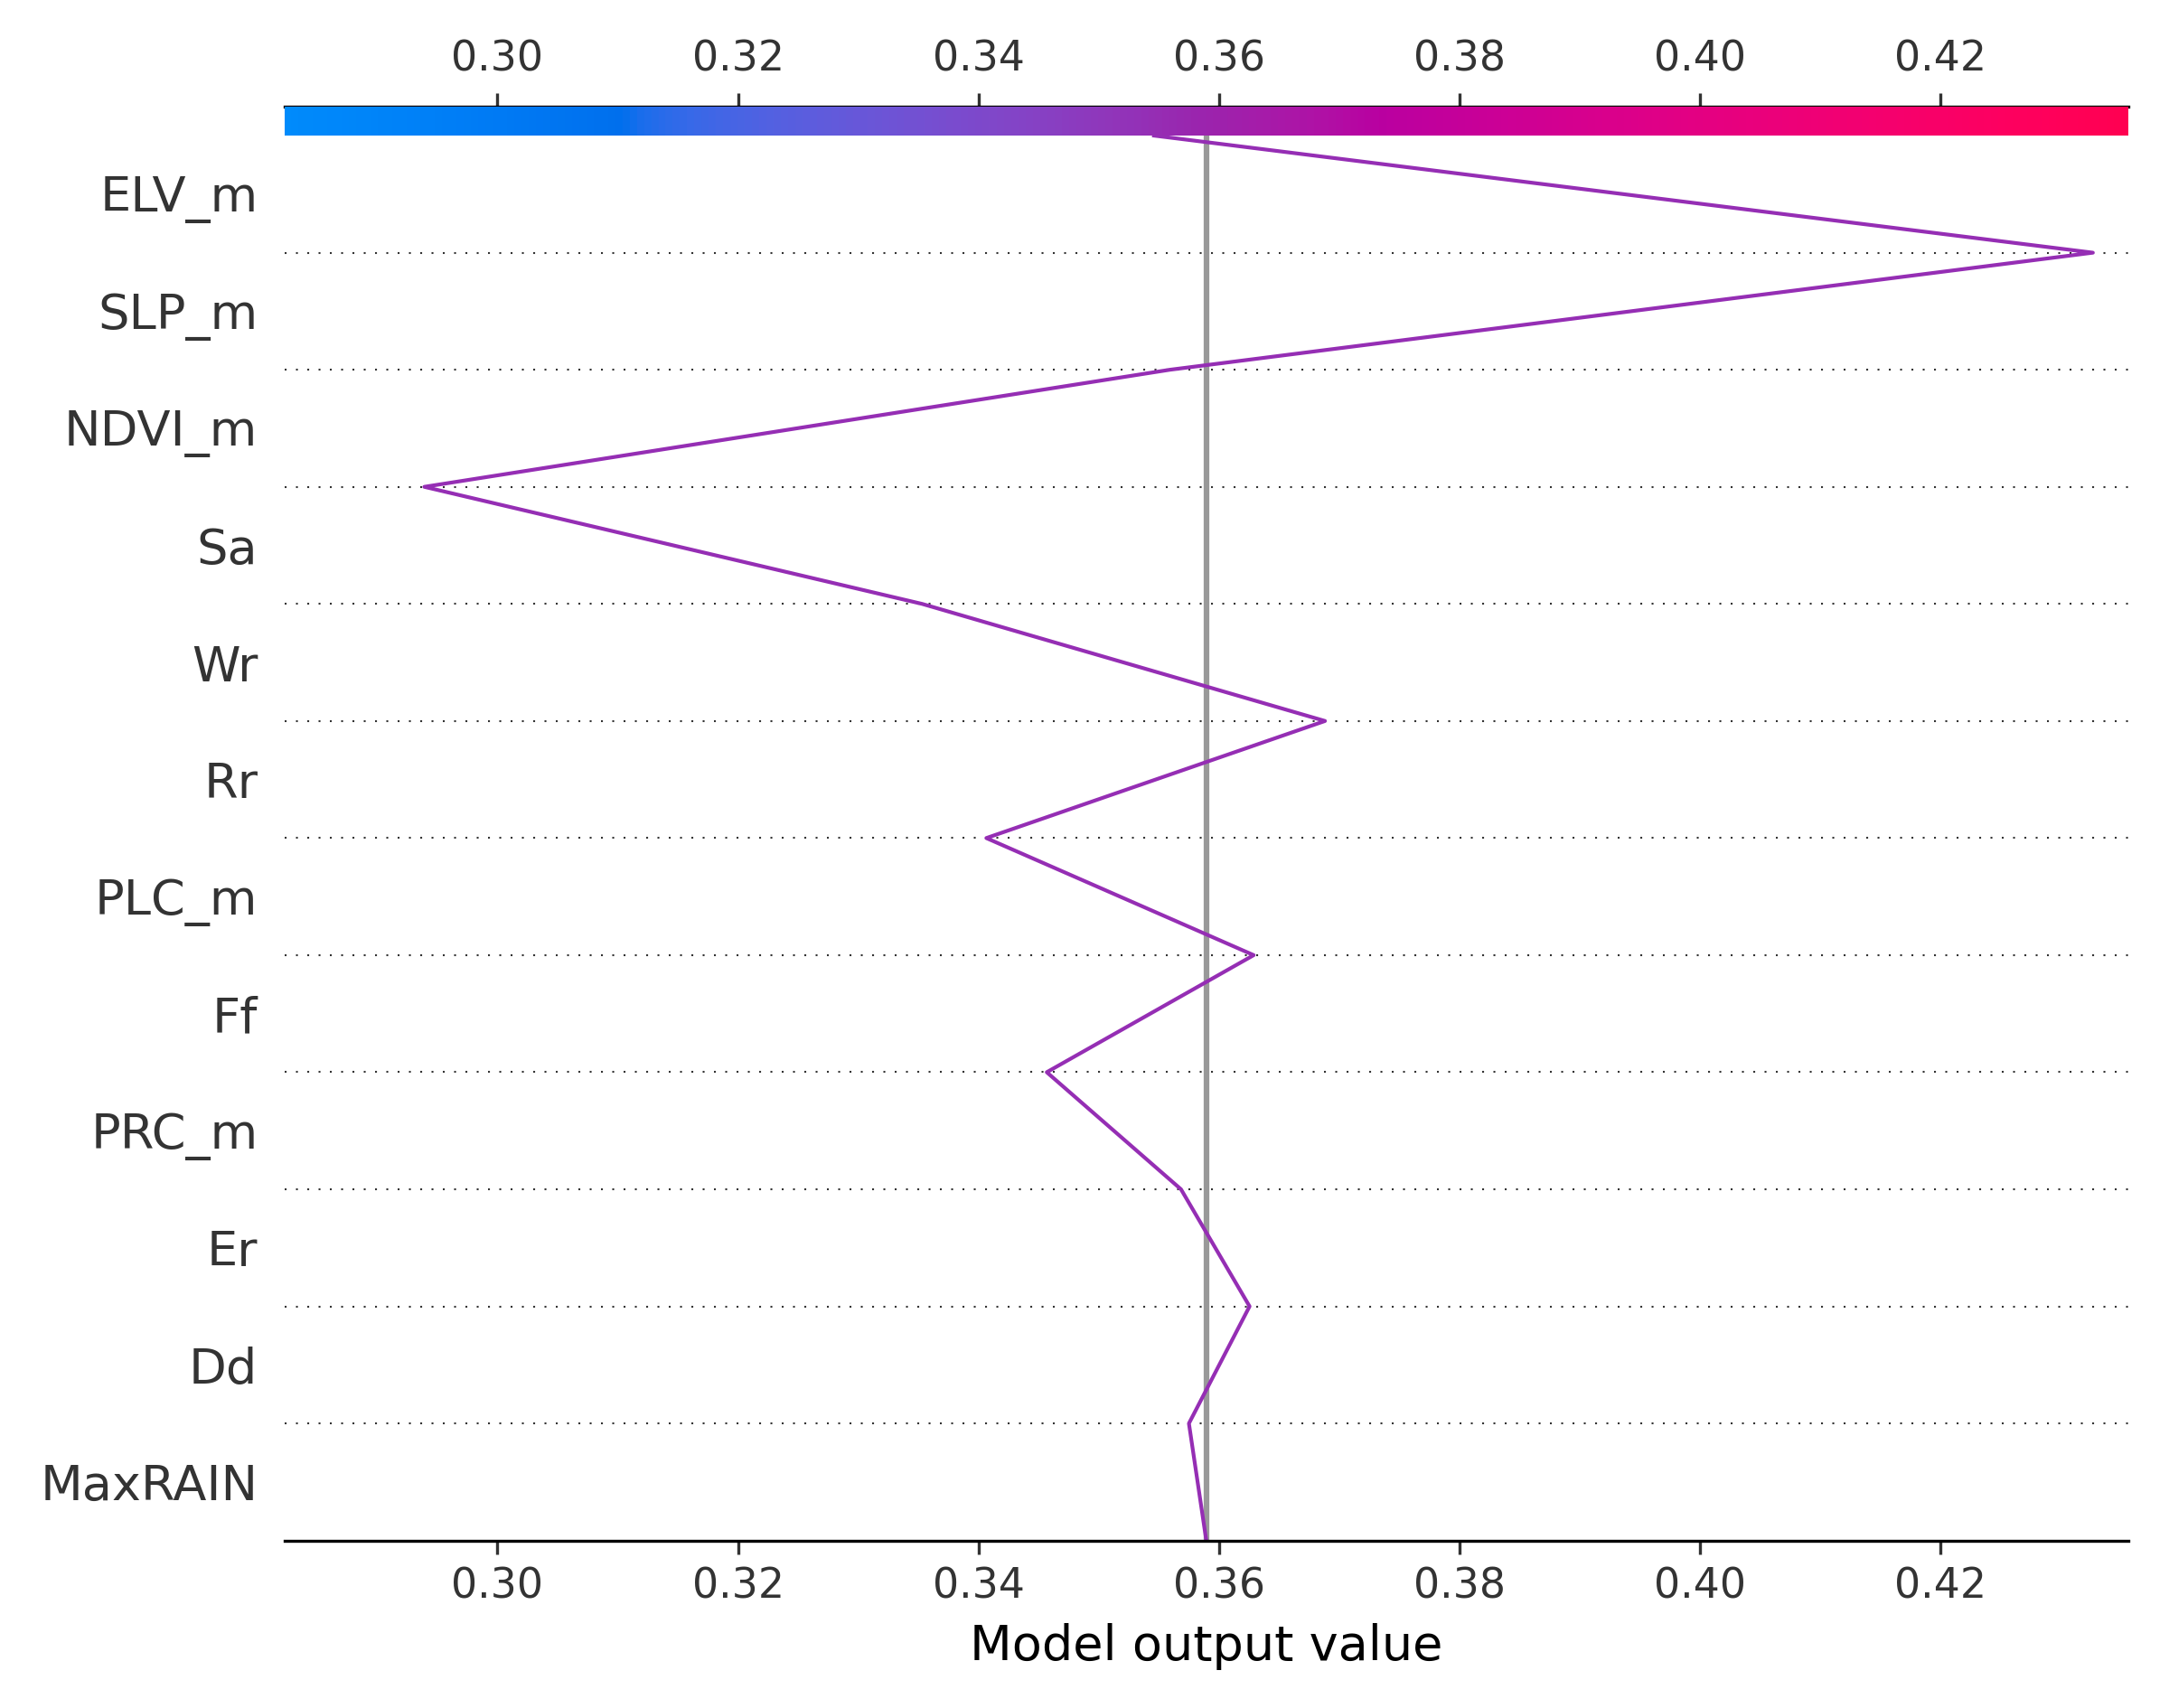 0.30 0.32 0.34 0.36 0.38 0.40 0.42
ELV_m
SLP_m
NDVI_m
Sa
Wr
Rr
PLC_m
Ff
PRC_m
Er
Dd
MaxRAIN
0.30 0.32 0.34 0.36 0.38 0.40 0.42
Model output value